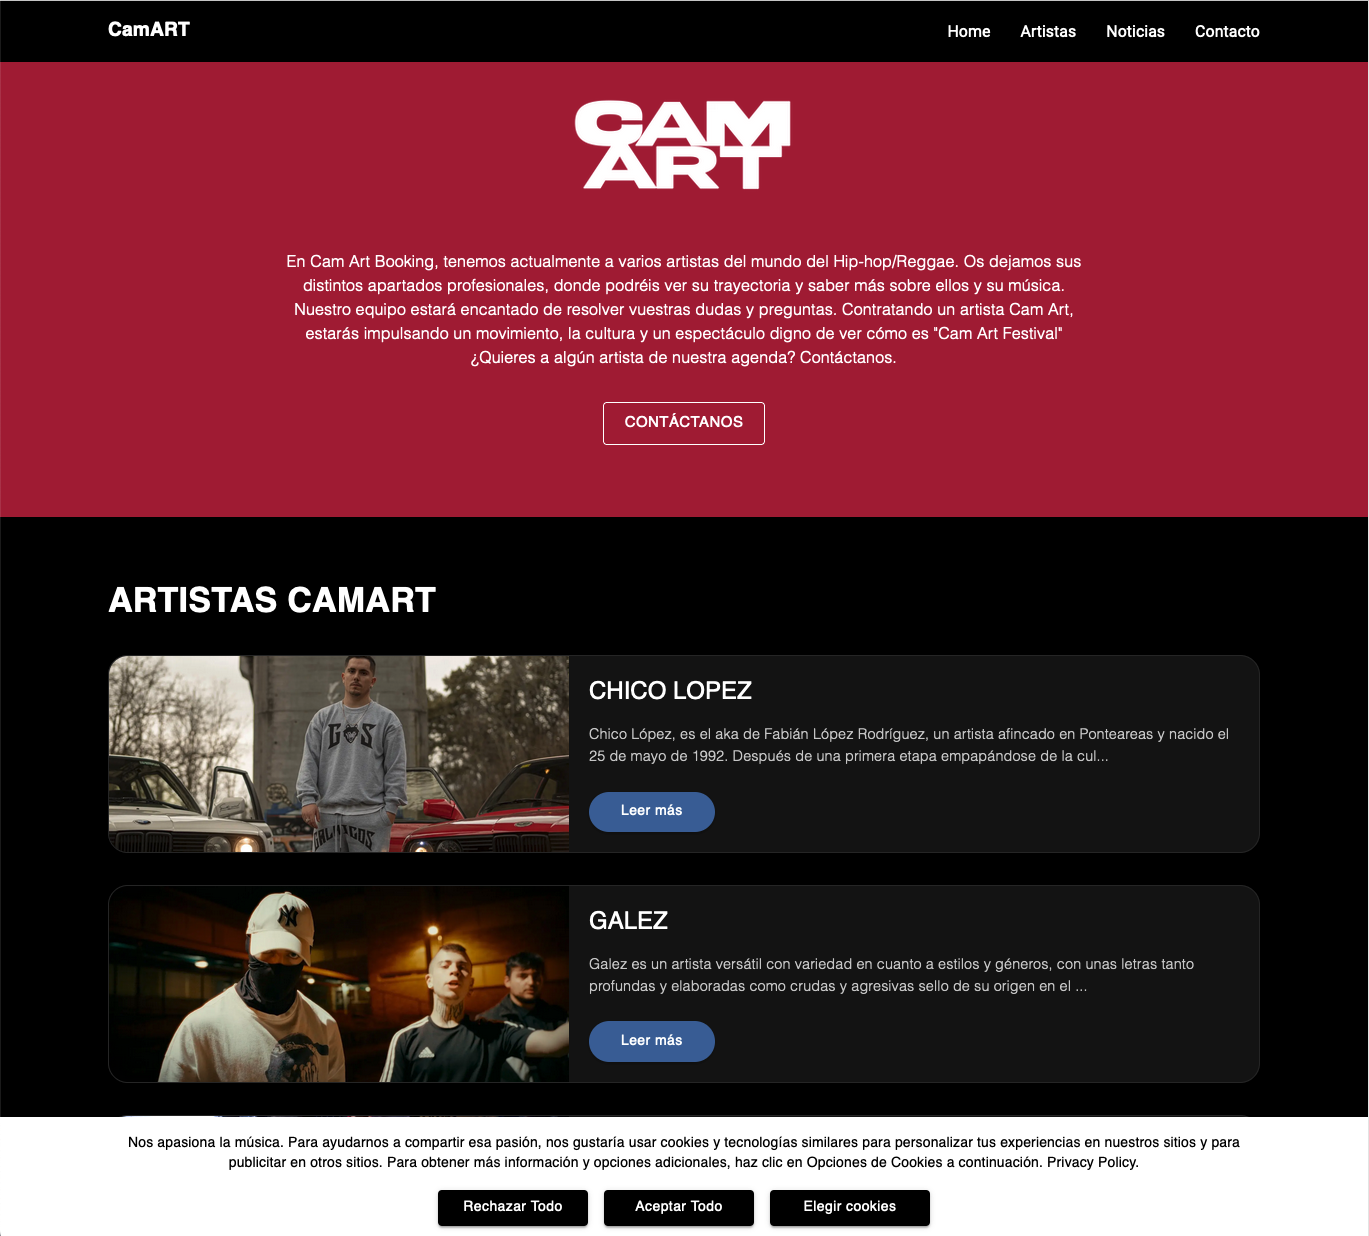 CamART
Home Artistas Noticias Contacto
CAM
ART
En Cam Art Booking, tenemos actualmente a varios artistas del mundo del Hip-hop/Reggae. Os dejamos sus
distintos apartados profesionales, donde podréis ver su trayectoria y saber más sobre ellos y su música.
Nuestro equipo estará encantado de resolver vuestras dudas y preguntas. Contratando un artista Cam Art,
estarás impulsando un movimiento, la cultura y un espectáculo digno de ver cómo es "Cam Art Festival"
¿Quieres a algún artista de nuestra agenda? Contáctanos.
CONTÁCTANOS
ARTISTAS CAMART
G S
GALLEGOS
CHICO LOPEZ
Chico López, es el aka de Fabián López Rodríguez, un artista afincado en Ponteareas y nacido el
25 de mayo de 1992. Después de una primera etapa empapándose de la cul...
Leer más
NY
GALEZ
Galez es un artista versátil con variedad en cuanto a estilos y géneros, con unas letras tanto
profundas y elaboradas como crudas y agresivas sello de su origen en el ...
Leer más
Nos apasiona la música. Para ayudarnos a compartir esa pasión, nos gustaría usar cookies y tecnologías similares para personalizar tus experiencias en nuestros sitios y para
publicitar en otros sitios. Para obtener más información y opciones adicionales, haz clic en Opciones de Cookies a continuación. Privacy Policy.
Rechazar Todo Aceptar Todo Elegir cookies